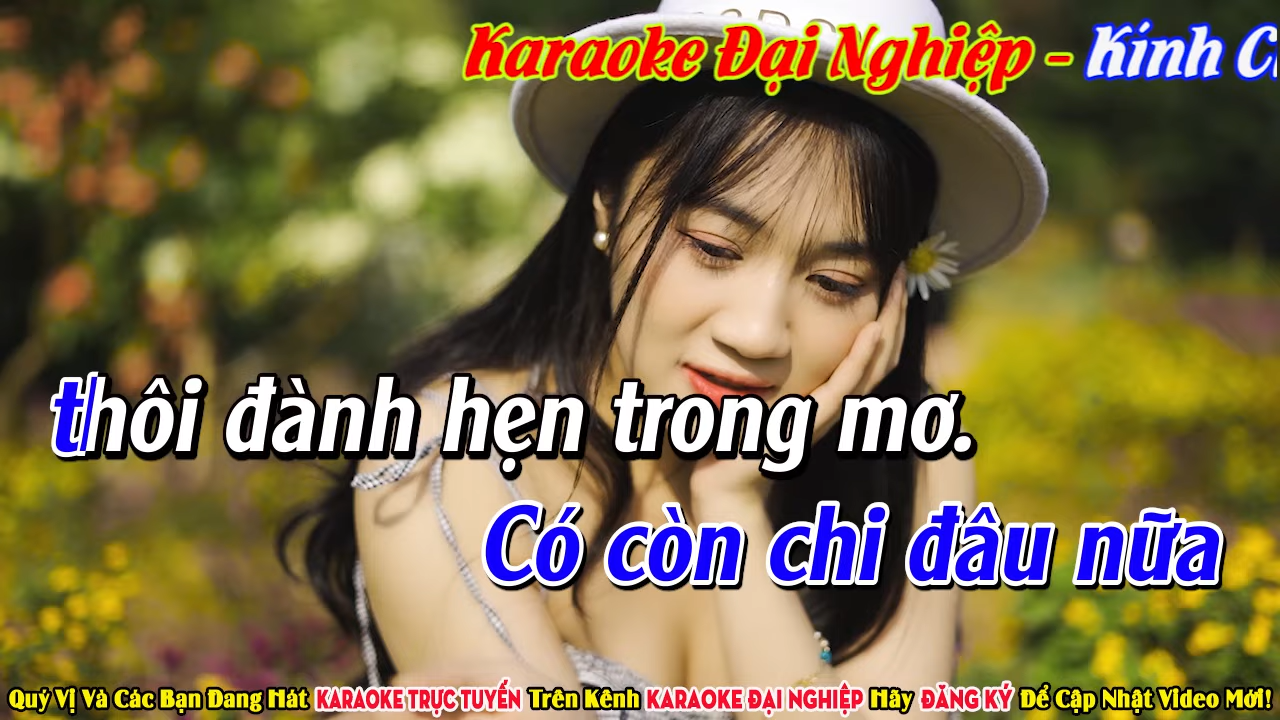 Karaoke Đại Nghiệp - Kính
thôi đành hẹn trong mơ.
Có còn chi đâu nữa
Quý Vị Và Các Bạn Đang Hát KARAOKE TRỰC TUYẾN Trên Kênh KARAOKE ĐẠI NGHIỆP Hãy ĐĂNG KÝ Để Cập Nhật Video Mới!